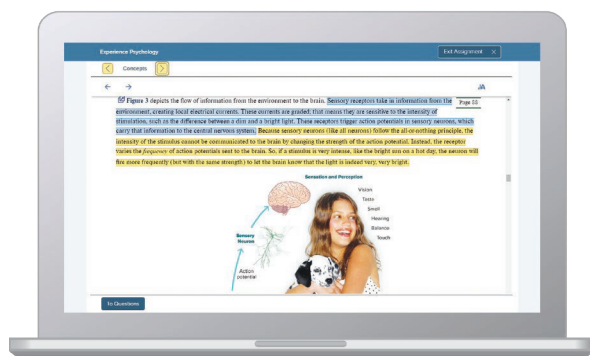 Experience Psychology
Exit Assignment
Concepts
Figure 3 depicts the flow of information from the environment to the brain. Sensory receptors take in information from the
Page 88
environment, creating local electrical currents. These currents are graded; that means they are sensitive to the intensity of
stimulation, such as the difference between a dim and a bright light. These receptors trigger action potentials in sensory neurons, which
carry that information to the central nervous system. Because sensory neurons (like all neurons) follow the all-or-nothing principle, the
intensity of the stimulus cannot be communicated to the brain by changing the strength of the action potential. Instead, the receptor
varies the frequency of action potentials sent to the brain. So, if a stimulus is very intense, like the bright sun on a hot day, the neuron will
fire more frequently (but with the same strength) to let the brain know that the light is indeed very, very bright.
Sensation and Perception
Vision
Taste
Smell
Hearing
Balance
Touch
Sensory
Neuron
Action
potential
To Questions